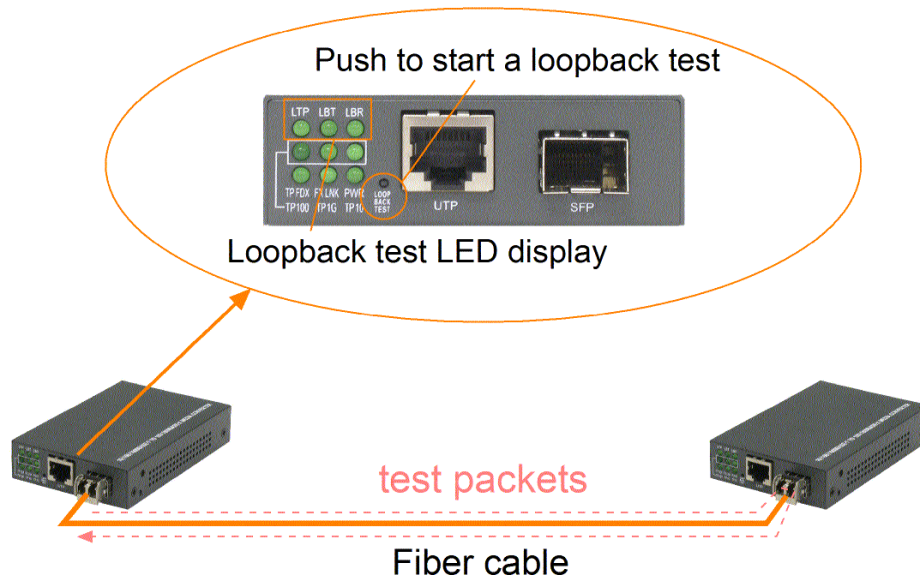 Push to start a loopback test
LTP LBT LBR
TP FDX FX LNK PWR
TP100 TP1G TP10
LOOP
BACK
TEST
UTP
SFP
Loopback test LED display
test packets
Fiber cable